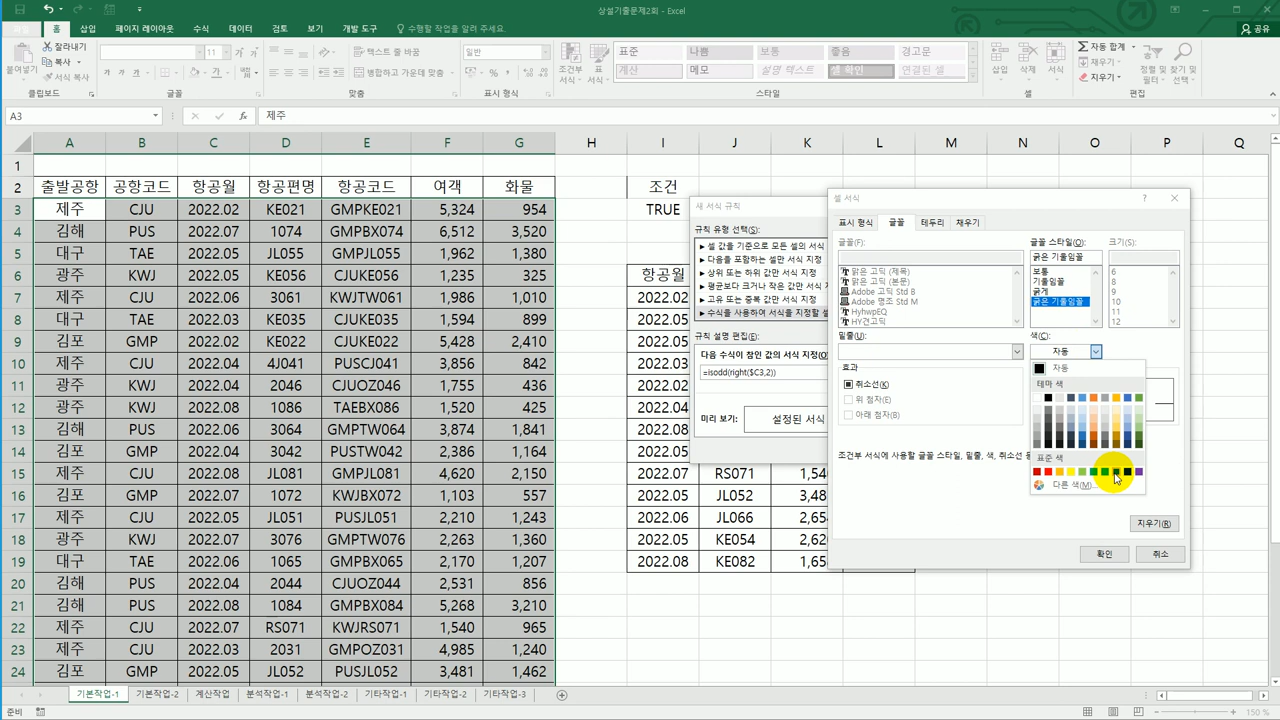 상설기출문제2회 - Excel
홈 삽입 페이지 레이아웃 수식 데이터 검토 보기 개발 도구 수행할 작업을 알려 주세요. 공유
붙여넣기 잘라내기 복사 서식 복사 클립보드
11 가 가 가 글꼴
텍스트 줄 바꿈 병합하고 가운데 맞춤 맞춤
일반 표시 형식
조건부 서식 표 서식 표준 나쁨 보통 좋음 경고문
계산 메모 설명 텍스트 셀 확인 연결된 셀 스타일
삽입 삭제 서식 셀
자동 합계 채우기 지우기 정렬 및 필터 찾기 및 선택 편집
A3 fx 제주
A B C D E F G H I J K L M N O P Q
1
2 출발공항 공항코드 항공월 항공편명 항공코드 여객 화물 조건
3 제주 CJU 2022.02 KE021 GMPKE021 5,324 954 TRUE
4 김해 PUS 2022.07 1074 GMPBX074 6,512 3,520
5 대구 TAE 2022.05 JL055 GMPJL055 1,962 1,380
6 광주 KWJ 2022.05 KE056 CJUKE056 1,235 325 항공월
7 제주 CJU 2022.06 3061 KWJTW061 1,986 1,010 2022.02
8 대구 TAE 2022.03 KE035 CJUKE035 1,594 899 2022.05
9 김포 GMP 2022.02 KE022 CJUKE022 5,428 2,410 2022.05
10 제주 CJU 2022.03 4J041 PUSCJ041 3,856 842 2022.03
11 광주 KWJ 2022.04 2046 CJUOZ046 1,755 436 2022.02
12 광주 KWJ 2022.08 1086 TAEBX086 1,520 425 2022.04
13 김해 PUS 2022.06 3064 GMPTW064 3,874 1,841 2022.08
14 김포 GMP 2022.04 3042 PUSTW042 2,386 1,164 2022.05
15 제주 CJU 2022.08 JL081 GMPJL081 4,620 2,150 2022.07 RS071
16 김포 GMP 2022.07 1072 KWJBX072 1,103 557 2022.05 JL052
17 제주 CJU 2022.05 JL051 PUSJL051 2,210 1,243 2022.06 JL066
18 광주 KWJ 2022.07 3076 GMPTW076 2,263 1,360 2022.05 KE054
19 대구 TAE 2022.06 1065 GMPBX065 2,170 1,207 2022.08 KE082
20 김해 PUS 2022.04 2044 CJUOZ044 2,531 856
21 김해 PUS 2022.08 1084 GMPBX084 5,268 3,210
22 제주 CJU 2022.07 RS071 KWJRS071 1,540 965
23 제주 CJU 2022.03 2031 GMPOZ031 4,985 1,240
24 김포 GMP 2022.05 JL052 PUSJL052 3,481 1,462
새 서식 규칙
규칙 유형 선택(S):
► 셀 값을 기준으로 모든 셀의 서식
► 다음을 포함하는 셀만 서식 지정
► 상위 또는 하위 값만 서식 지정
► 평균보다 크거나 작은 값만 서식 지정
► 고유 또는 중복 값만 서식 지정
► 수식을 사용하여 서식을 지정할 셀
규칙 설명 편집(E):
다음 수식이 참인 값의 서식 지정(O)
=isodd(right($C3,2))
미리 보기: 설정된 서식
셀 서식 ?
표시 형식 글꼴 테두리 채우기
글꼴(F): 글꼴 스타일(O): 크기(S):
굵은 기울임꼴
맑은 고딕 (제목) 보통 6
맑은 고딕 (본문) 기울임꼴 8
Adobe 고딕 Std B 굵게 9
Adobe 명조 Std M 굵은 기울임꼴 10
HyhwpEQ 11
HY견고딕 12
밑줄(U): 색(C):
자동
효과
취소선(K)
위 첨자(E)
아래 첨자(B)
자동
테마 색
표준 색
다른 색(M)...
조건부 서식에 사용할 글꼴 스타일, 밑줄, 색, 취소선
지우기(R)
확인 취소
기본작업-1 기본작업-2 계산작업 분석작업-1 분석작업-2 기타작업-1 기타작업-2 기타작업-3
준비 150 %